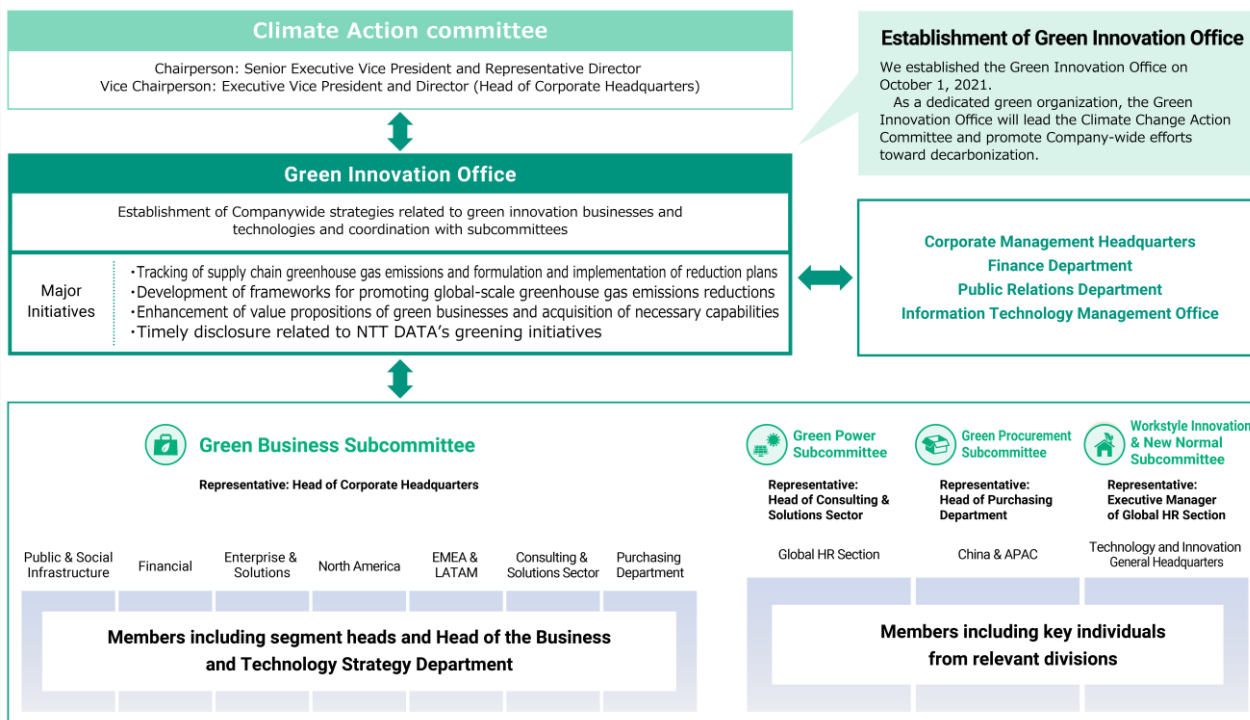 Climate Action committee
Chairperson: Senior Executive Vice President and Representative Director
Vice Chairperson: Executive Vice President and Director (Head of Corporate Headquarters)
Establishment of Green Innovation Office
We established the Green Innovation Office on
October 1, 2021.
As a dedicated green organization, the Green
Innovation Office will lead the Climate Change Action
Committee and promote Company-wide efforts
toward decarbonization.
Green Innovation Office
Establishment of Companywide strategies related to green innovation businesses and
technologies and coordination with subcommittees
Major
Initiatives
・Tracking of supply chain greenhouse gas emissions and formulation and implementation of reduction plans
・Development of frameworks for promoting global-scale greenhouse gas emissions reductions
・Enhancement of value propositions of green businesses and acquisition of necessary capabilities
・Timely disclosure related to NTT DATA's greening initiatives
Corporate Management Headquarters
Finance Department
Public Relations Department
Information Technology Management Office
Green Business Subcommittee
Representative: Head of Corporate Headquarters
Public & Social
Infrastructure
Financial
Enterprise &
Solutions
North America
EMEA &
LATAM
Consulting &
Solutions Sector
Purchasing
Department
Members including segment heads and Head of the Business
and Technology Strategy Department
Green Power
Subcommittee
Representative:
Head of Consulting &
Solutions Sector
Green Procurement
Subcommittee
Representative:
Head of Purchasing
Department
Workstyle Innovation
& New Normal
Subcommittee
Representative:
Executive Manager
of Global HR Section
Global HR Section
China & APAC
Technology and Innovation
General Headquarters
Members including key individuals
from relevant divisions